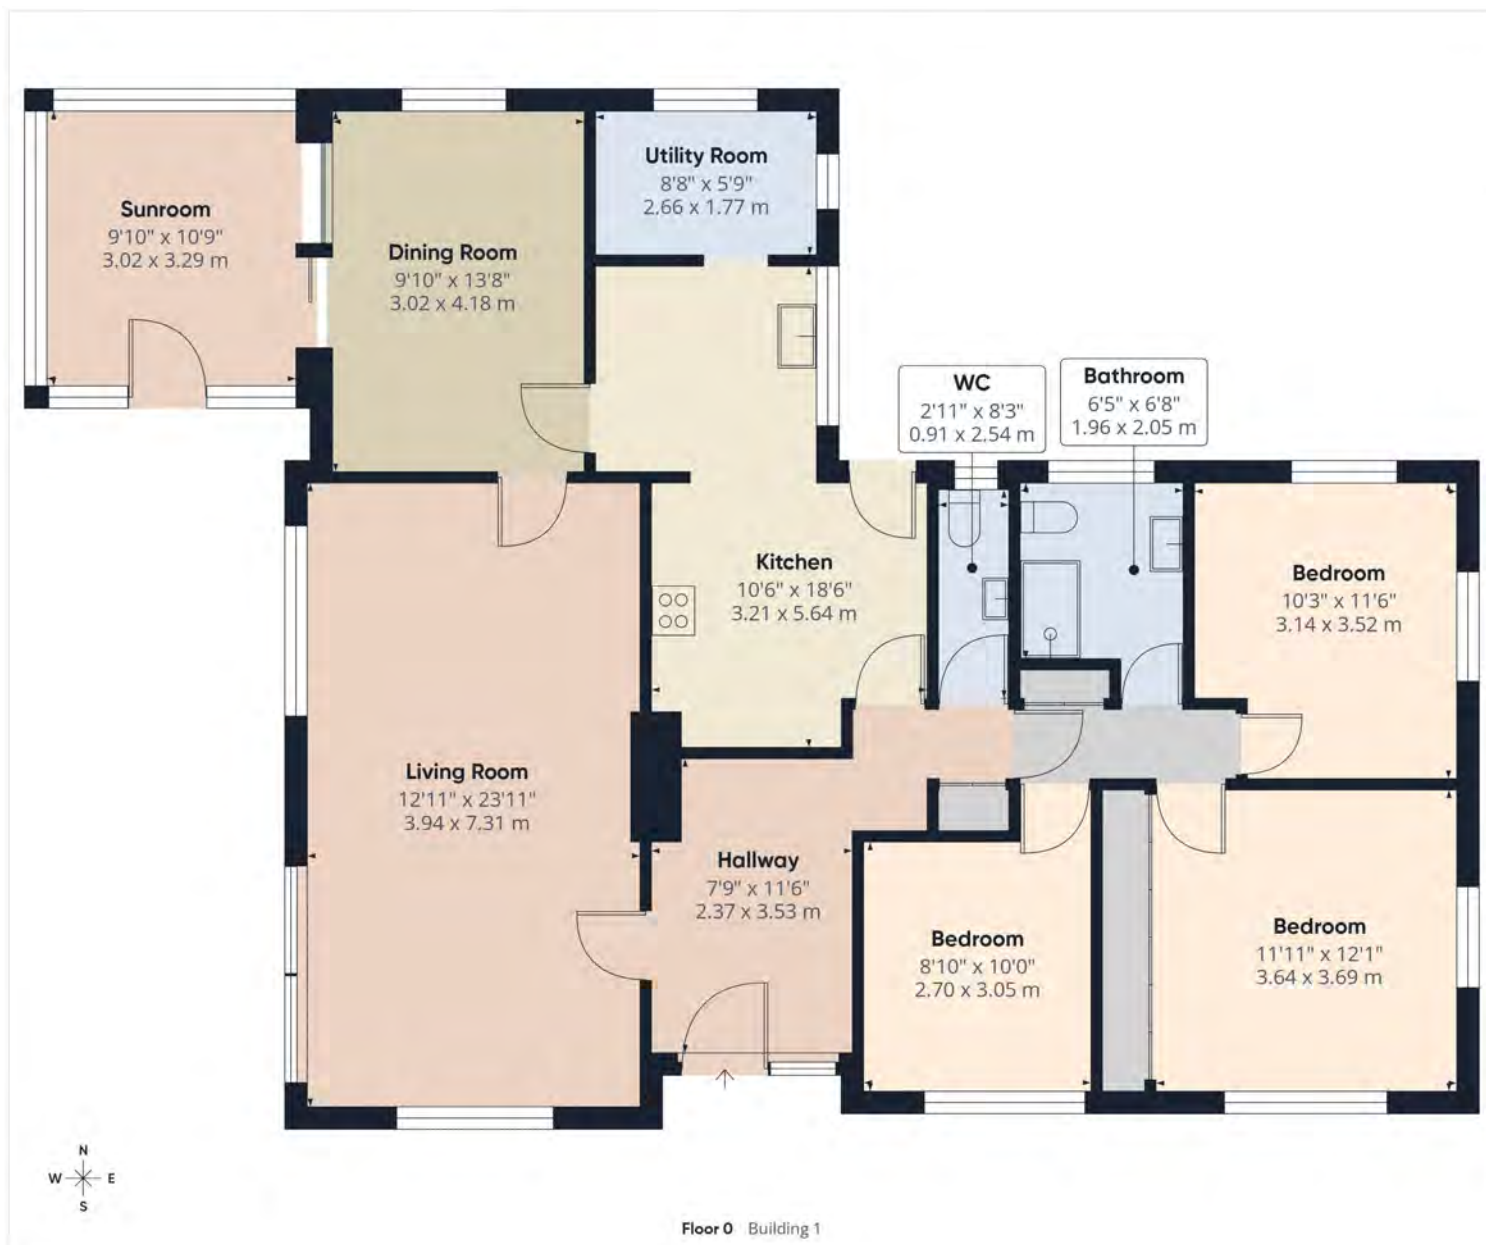 Sunroom
9'10" x 10'9"
3.02 x 3.29 m
Dining Room
9'10" x 13'8"
3.02 x 4.18 m
Utility Room
8'8" x 5'9"
2.66 x 1.77 m
WC
2'11" x 8'3"
0.91 x 2.54 m
Bathroom
6'5" x 6'8"
1.96 x 2.05 m
Kitchen
10'6" x 18'6"
3.21 x 5.64 m
Bedroom
10'3" x 11'6"
3.14 x 3.52 m
Living Room
12'11" x 23'11"
3.94 x 7.31 m
Hallway
7'9" x 11'6"
2.37 x 3.53 m
Bedroom
8'10" x 10'0"
2.70 x 3.05 m
Bedroom
11'11" x 12'1"
3.64 x 3.69 m
N
W E
S
Floor 0 Building 1